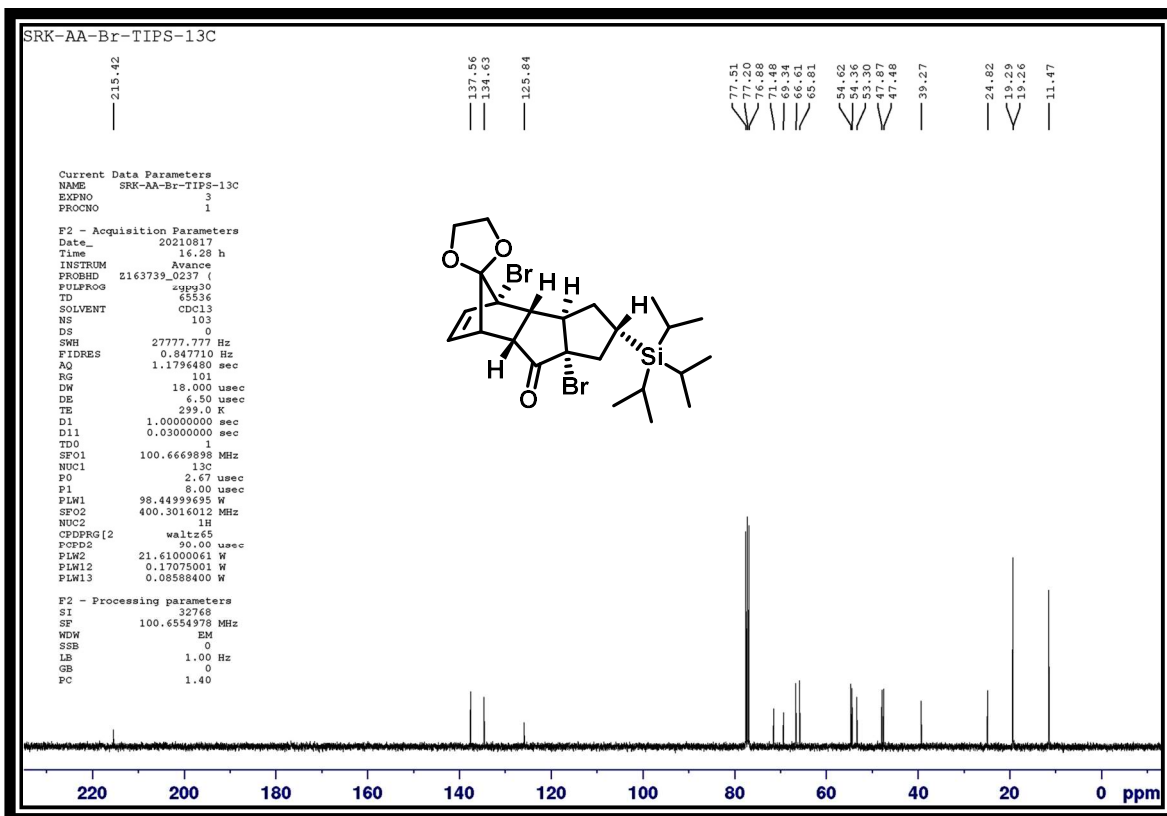 SRK-AA-Br-TIPS-13C
215.42
137.56
134.63
125.84
77.51
77.20
76.88
71.48
69.34
66.61
65.81
54.62
54.36
53.30
47.87
47.48
39.27
24.82
19.29
19.26
11.47
Current Data Parameters
NAME SRK-AA-Br-TIPS-13C
EXPNO 3
PROCNO 1
F2 - Acquisition Parameters
Date_ 20210817
Time 16.28 h
INSTRUM Avance
PROBHD Z163739_0237 (
PULPROG zgpg30
TD 65536
SOLVENT CDCl3
NS 103
DS 0
SWH 27777.777 Hz
FIDRES 0.847710 Hz
AQ 1.1796480 sec
RG 101
DW 18.000 usec
DE 6.50 usec
TE 299.0 K
D1 1.00000000 sec
D11 0.03000000 sec
TD0 1
SFO1 100.6669898 MHz
NUC1 13C
P0 2.67 usec
P1 8.00 usec
PLW1 98.44999695 W
SFO2 400.3016012 MHz
NUC2 1H
CPDPRG[2 waltz65
PCPD2 90.00 usec
PLW2 21.61000061 W
PLW12 0.17075001 W
PLW13 0.08588400 W
F2 - Processing parameters
SI 32768
SF 100.6554978 MHz
WDW EM
SSB 0
LB 1.00 Hz
GB 0
PC 1.40
O
O
Br
H
H
H
Si
H
O
Br
220 200 180 160 140 120 100 80 60 40 20 0 ppm